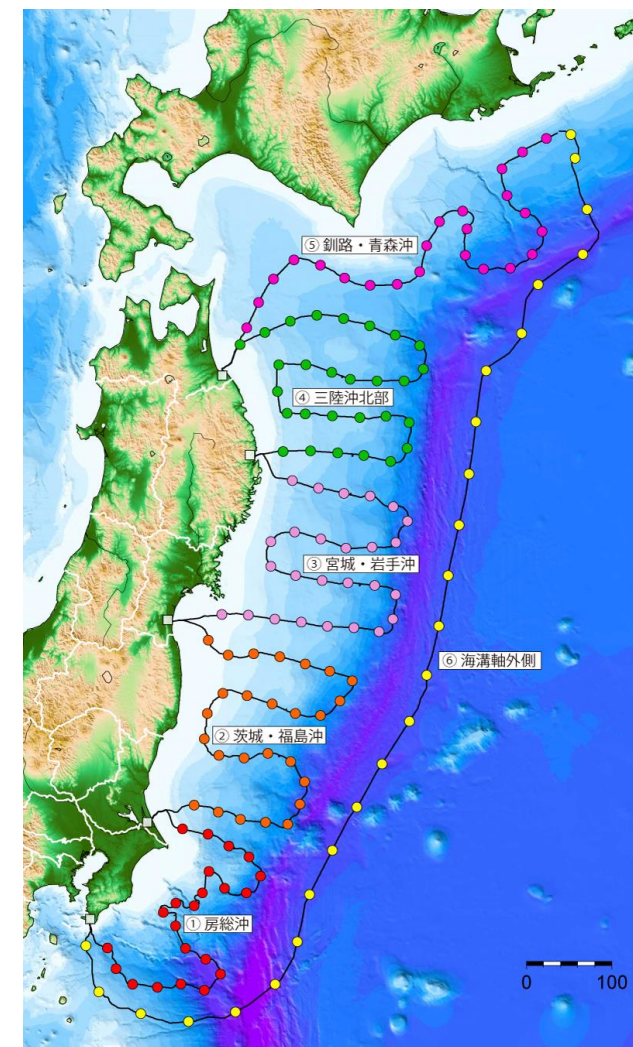 ⑤ 釧路・青森沖
④ 三陸沖北部
③ 宮城・岩手沖
⑥ 海溝軸外側
② 茨城・福島沖
① 房総沖
0 100